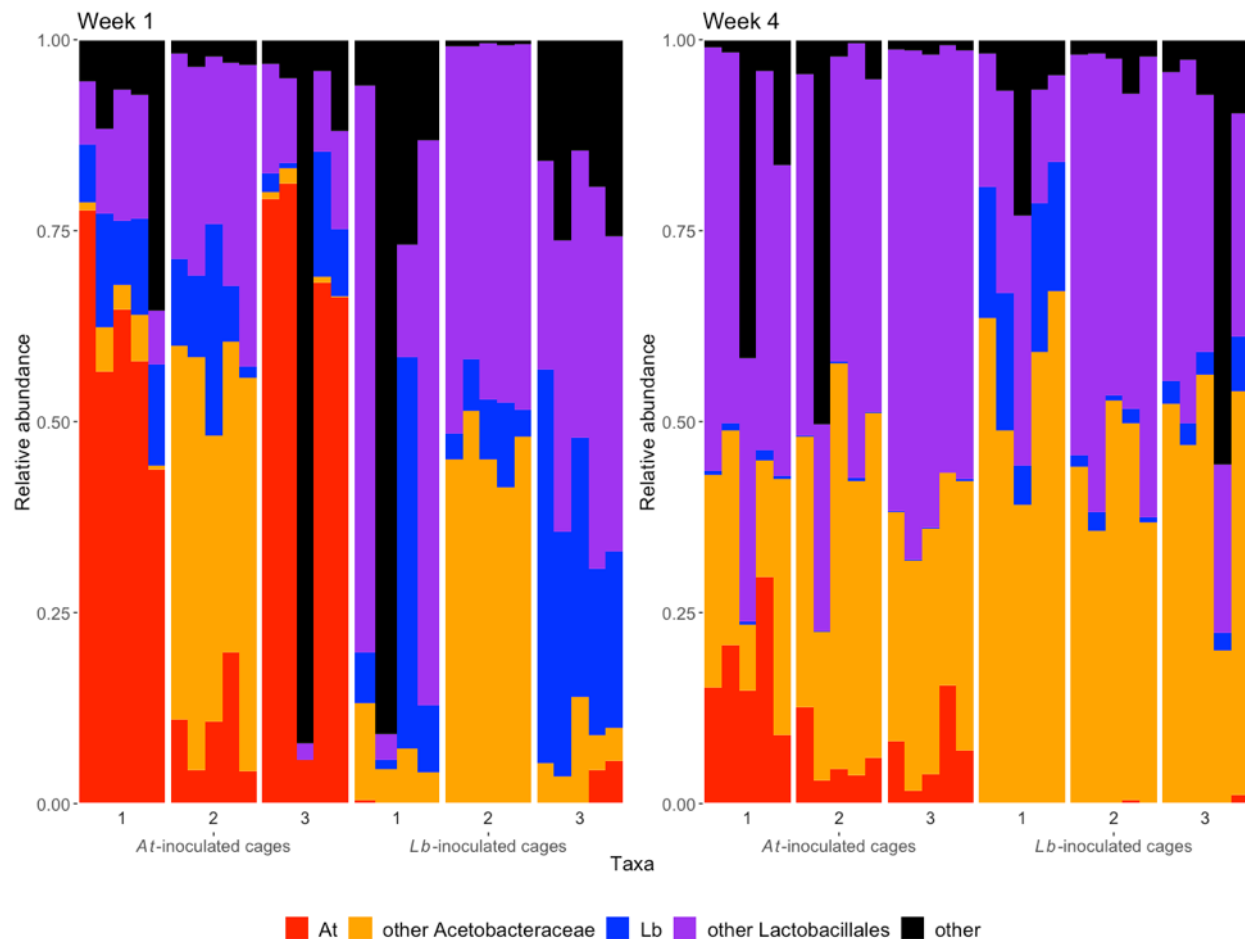 Week 1
Week 4
1.00
0.75
0.50
0.25
0.00
Relative abundance
1 2 3 1 2 3
At-inoculated cages Lb-inoculated cages
1.00
0.75
0.50
0.25
0.00
Relative abundance
1 2 3 1 2 3
At-inoculated cages Lb-inoculated cages
Taxa
At other Acetobacteraceae Lb other Lactobacillales other